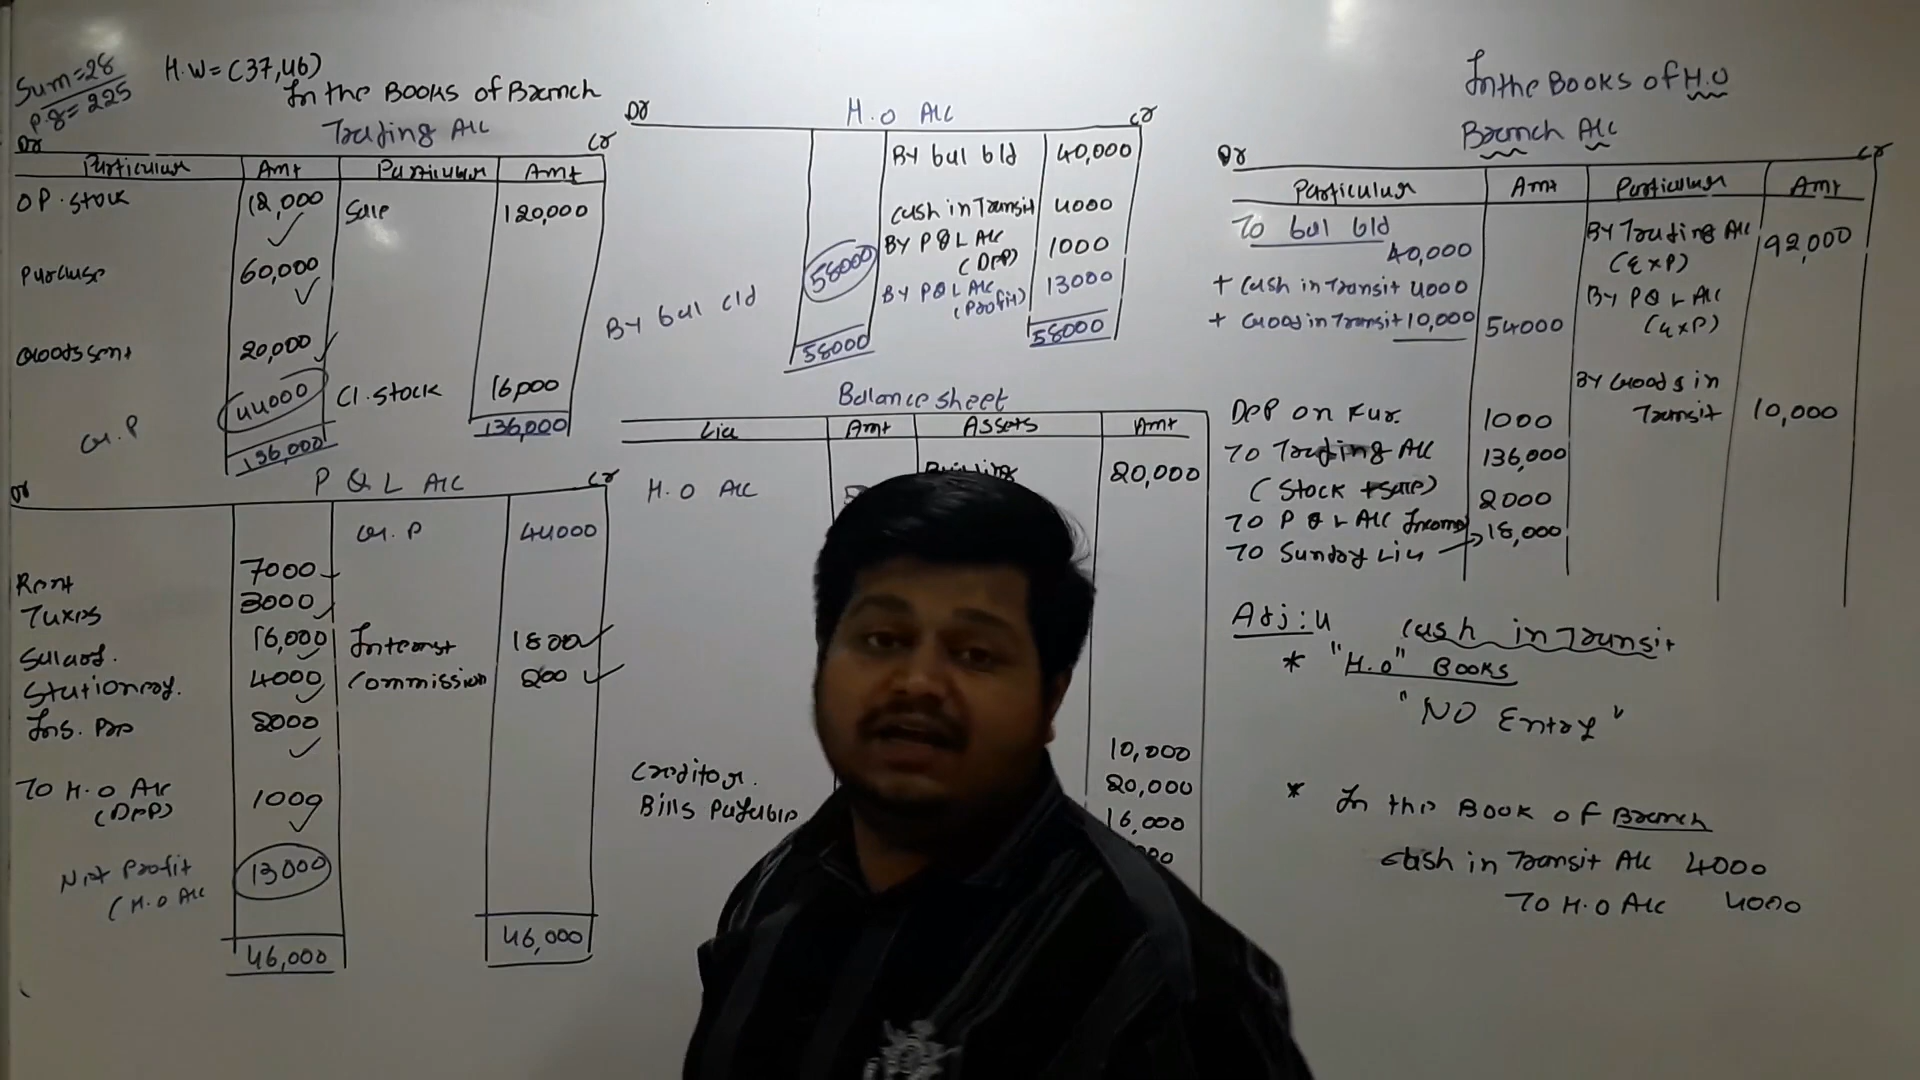 Sum=28
P.g=225
H.W=(37,46)
In the Books of Branch
Trading A/c
Dr Cr
Particular Amt Particular Amt
OP. Stock 12,000 Sale 120,000
Purchase 60,000
Goods sent 20,000
G.P 44000 Cl. Stock 16000
136,000 136,000
P & L A/c
Dr Cr
G.P 44000
Rent 7000
Taxes 3000
Salary. 16,000 Interest 1800
Stationery. 4000 Commission 200
Ins. Pre 2000
TO H.O A/c
(Dep) 1000
Net Profit
(H.O A/c 13000
46,000 46,000
Dr H.O A/c Cr
By bal b/d 40,000
Cash in Transit 4000
By P & L A/c
(Dep) 1000
By bal c/d 58000 By P & L A/c
(Profit) 13000
58000 58000
Balance sheet
Lia Amt Assets Amt
H.O A/c Building 20,000
10,000
Creditor. 20,000
Bills Payable 16,000
In the Books of H.O
Branch A/c
Dr Cr
Particular Amt Particular Amt
To bal b/d
40,000
+ Cash in Transit 4000
+ Good in Transit 10,000 54000
By Trading A/c
(Exp) 92,000
By P & L A/c
(Exp)
By Goods in
Transit 10,000
Dep on Fur. 1000
TO Trading A/c 136,000
(Stock + Sale)
TO P & L A/c Income 2000
TO Sundry Lia → 18,000
Adj: 4 Cash in Transit
* "H.O" Books
"NO Entry"
* In the Book of Branch
Cash in Transit A/c 4000
TO H.O A/c 4000